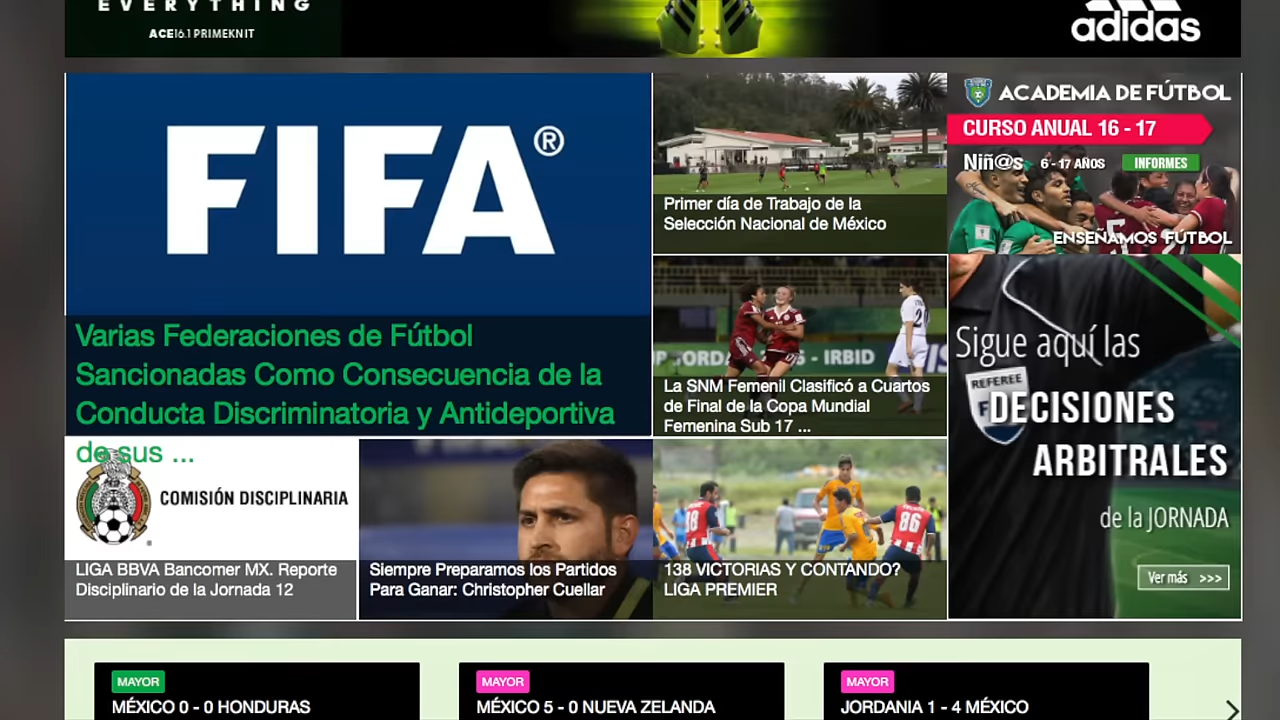 EVERYTHING
ACE16.1 PRIMEKNIT
adidas
FIFA®
Varias Federaciones de Fútbol
Sancionadas Como Consecuencia de la
Conducta Discriminatoria y Antideportiva
de sus ...
Primer día de Trabajo de la
Selección Nacional de México
ACADEMIA DE FÚTBOL
CURSO ANUAL 16 - 17
Niñ@s 6 - 17 AÑOS INFORMES
ENSEÑAMOS FÚTBOL
- IRBID
La SNM Femenil Clasificó a Cuartos
de Final de la Copa Mundial
Femenina Sub 17 ...
Sigue aquí las
REFEREE
DECISIONES
ARBITRALES
de la JORNADA
Ver más >>>
COMISIÓN DISCIPLINARIA
LIGA BBVA Bancomer MX. Reporte
Disciplinario de la Jornada 12
Siempre Preparamos los Partidos
Para Ganar: Christopher Cuellar
18
86
138 VICTORIAS Y CONTANDO?
LIGA PREMIER
MAYOR
MÉXICO 0 - 0 HONDURAS
MAYOR
MÉXICO 5 - 0 NUEVA ZELANDA
MAYOR
JORDANIA 1 - 4 MÉXICO